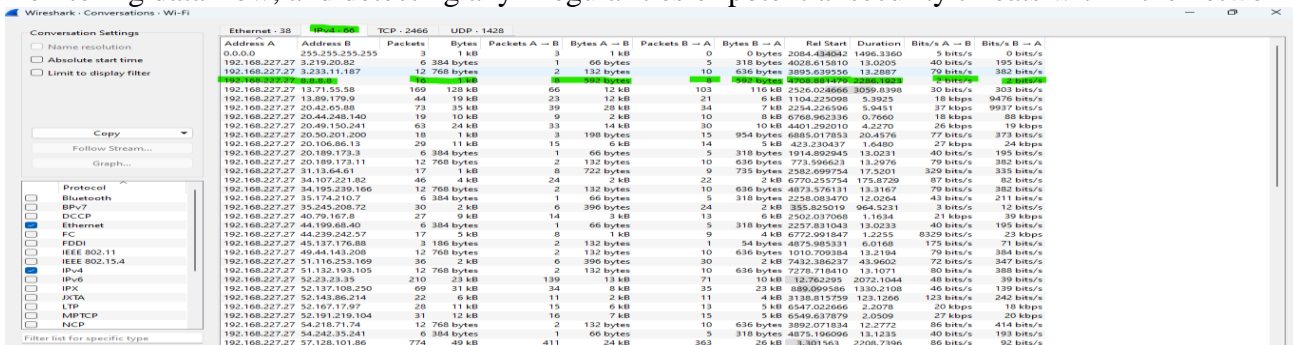 data flow, and detecting any irregularities or potential security threats within the
Wireshark · Conversations · Wi-Fi
Conversation Settings
Name resolution
Absolute start time
Limit to display filter
Copy
Follow Stream...
Graph...
Protocol
Bluetooth
BPv7
DCCP
Ethernet
FC
FDDI
IEEE 802.11
IEEE 802.15.4
IPv4
IPv6
IPX
JXTA
LTP
MPTCP
NCP
Filter list for specific type
Ethernet · 38 IPv4 · 66 TCP · 2466 UDP · 1428
Address A Address B Packets Bytes Packets A → B Bytes A → B Packets B → A Bytes B → A Rel Start Duration Bits/s A → B Bits/s B → A
0.0.0.0 255.255.255.255 3 1 kB 3 1 kB 0 0 bytes 2084.434042 1496.3360 5 bits/s 0 bits/s
192.168.227.27 3.219.20.82 6 384 bytes 1 66 bytes 5 318 bytes 4028.615810 13.0205 40 bits/s 195 bits/s
192.168.227.27 3.233.11.187 12 768 bytes 2 132 bytes 10 636 bytes 3895.639556 13.2887 79 bits/s 382 bits/s
192.168.227.27 8.8.8.8 16 1 kB 8 592 bytes 8 592 bytes 4708.881479 2286.1923 2 bits/s 2 bits/s
192.168.227.27 13.71.55.58 169 128 kB 66 12 kB 103 116 kB 2526.024666 3059.8398 30 bits/s 303 bits/s
192.168.227.27 13.89.179.9 44 19 kB 23 12 kB 21 6 kB 1104.225098 5.3925 18 kbps 9476 bits/s
192.168.227.27 20.42.65.88 73 35 kB 39 28 kB 34 7 kB 2254.226596 5.9451 37 kbps 9937 bits/s
192.168.227.27 20.44.248.140 19 10 kB 9 2 kB 10 8 kB 6768.962336 0.7660 18 kbps 88 kbps
192.168.227.27 20.49.150.241 63 24 kB 33 14 kB 30 10 kB 4401.292010 4.2270 26 kbps 19 kbps
192.168.227.27 20.50.201.200 18 1 kB 3 198 bytes 15 954 bytes 6885.017853 20.4576 77 bits/s 373 bits/s
192.168.227.27 20.106.86.13 29 11 kB 15 6 kB 14 5 kB 423.230437 1.6480 27 kbps 24 kbps
192.168.227.27 20.189.173.3 6 384 bytes 1 66 bytes 5 318 bytes 1914.892945 13.0231 40 bits/s 195 bits/s
192.168.227.27 20.189.173.11 12 768 bytes 2 132 bytes 10 636 bytes 773.596623 13.2976 79 bits/s 382 bits/s
192.168.227.27 31.13.64.61 17 1 kB 8 722 bytes 9 735 bytes 2582.699754 17.5201 329 bits/s 335 bits/s
192.168.227.27 34.107.221.82 46 4 kB 24 2 kB 22 2 kB 6770.255754 175.8729 87 bits/s 82 bits/s
192.168.227.27 34.195.239.166 12 768 bytes 2 132 bytes 10 636 bytes 4873.576131 13.3167 79 bits/s 382 bits/s
192.168.227.27 35.174.210.7 6 384 bytes 1 66 bytes 5 318 bytes 2258.083470 12.0264 43 bits/s 211 bits/s
192.168.227.27 35.245.208.72 30 2 kB 6 396 bytes 24 2 kB 355.825019 964.5231 3 bits/s 12 bits/s
192.168.227.27 40.79.167.8 27 9 kB 14 3 kB 13 6 kB 2502.037068 1.1634 21 kbps 39 kbps
192.168.227.27 44.199.68.40 6 384 bytes 1 66 bytes 5 318 bytes 2257.831043 13.0233 40 bits/s 195 bits/s
192.168.227.27 44.239.242.57 17 5 kB 8 1 kB 9 4 kB 6772.991847 1.2255 8329 bits/s 23 kbps
192.168.227.27 45.137.176.88 3 186 bytes 2 132 bytes 1 54 bytes 4875.985331 6.0168 175 bits/s 71 bits/s
192.168.227.27 49.44.143.208 12 768 bytes 2 132 bytes 10 636 bytes 1010.709384 13.2194 79 bits/s 384 bits/s
192.168.227.27 51.116.253.169 36 2 kB 6 396 bytes 30 2 kB 7432.386237 43.9602 72 bits/s 347 bits/s
192.168.227.27 51.132.193.105 12 768 bytes 2 132 bytes 10 636 bytes 7278.718410 13.1071 80 bits/s 388 bits/s
192.168.227.27 52.23.23.35 210 23 kB 139 13 kB 71 10 kB 12.762295 2072.1044 48 bits/s 39 bits/s
192.168.227.27 52.137.108.250 69 31 kB 34 8 kB 35 23 kB 889.099586 1330.2108 46 bits/s 139 bits/s
192.168.227.27 52.143.86.214 22 6 kB 11 2 kB 11 4 kB 3138.815759 123.1266 123 bits/s 242 bits/s
192.168.227.27 52.167.17.97 28 11 kB 15 6 kB 13 5 kB 6547.022666 2.2078 20 kbps 18 kbps
192.168.227.27 52.191.219.104 31 12 kB 16 7 kB 15 5 kB 6549.637879 2.0509 27 kbps 20 kbps
192.168.227.27 54.218.71.74 12 768 bytes 2 132 bytes 10 636 bytes 3892.071834 12.2772 86 bits/s 414 bits/s
192.168.227.27 54.242.35.241 6 384 bytes 1 66 bytes 5 318 bytes 4875.196096 13.1235 40 bits/s 193 bits/s
192.168.227.27 57.128.101.86 774 49 kB 411 24 kB 363 26 kB 3.301563 2208.7396 86 bits/s 92 bits/s